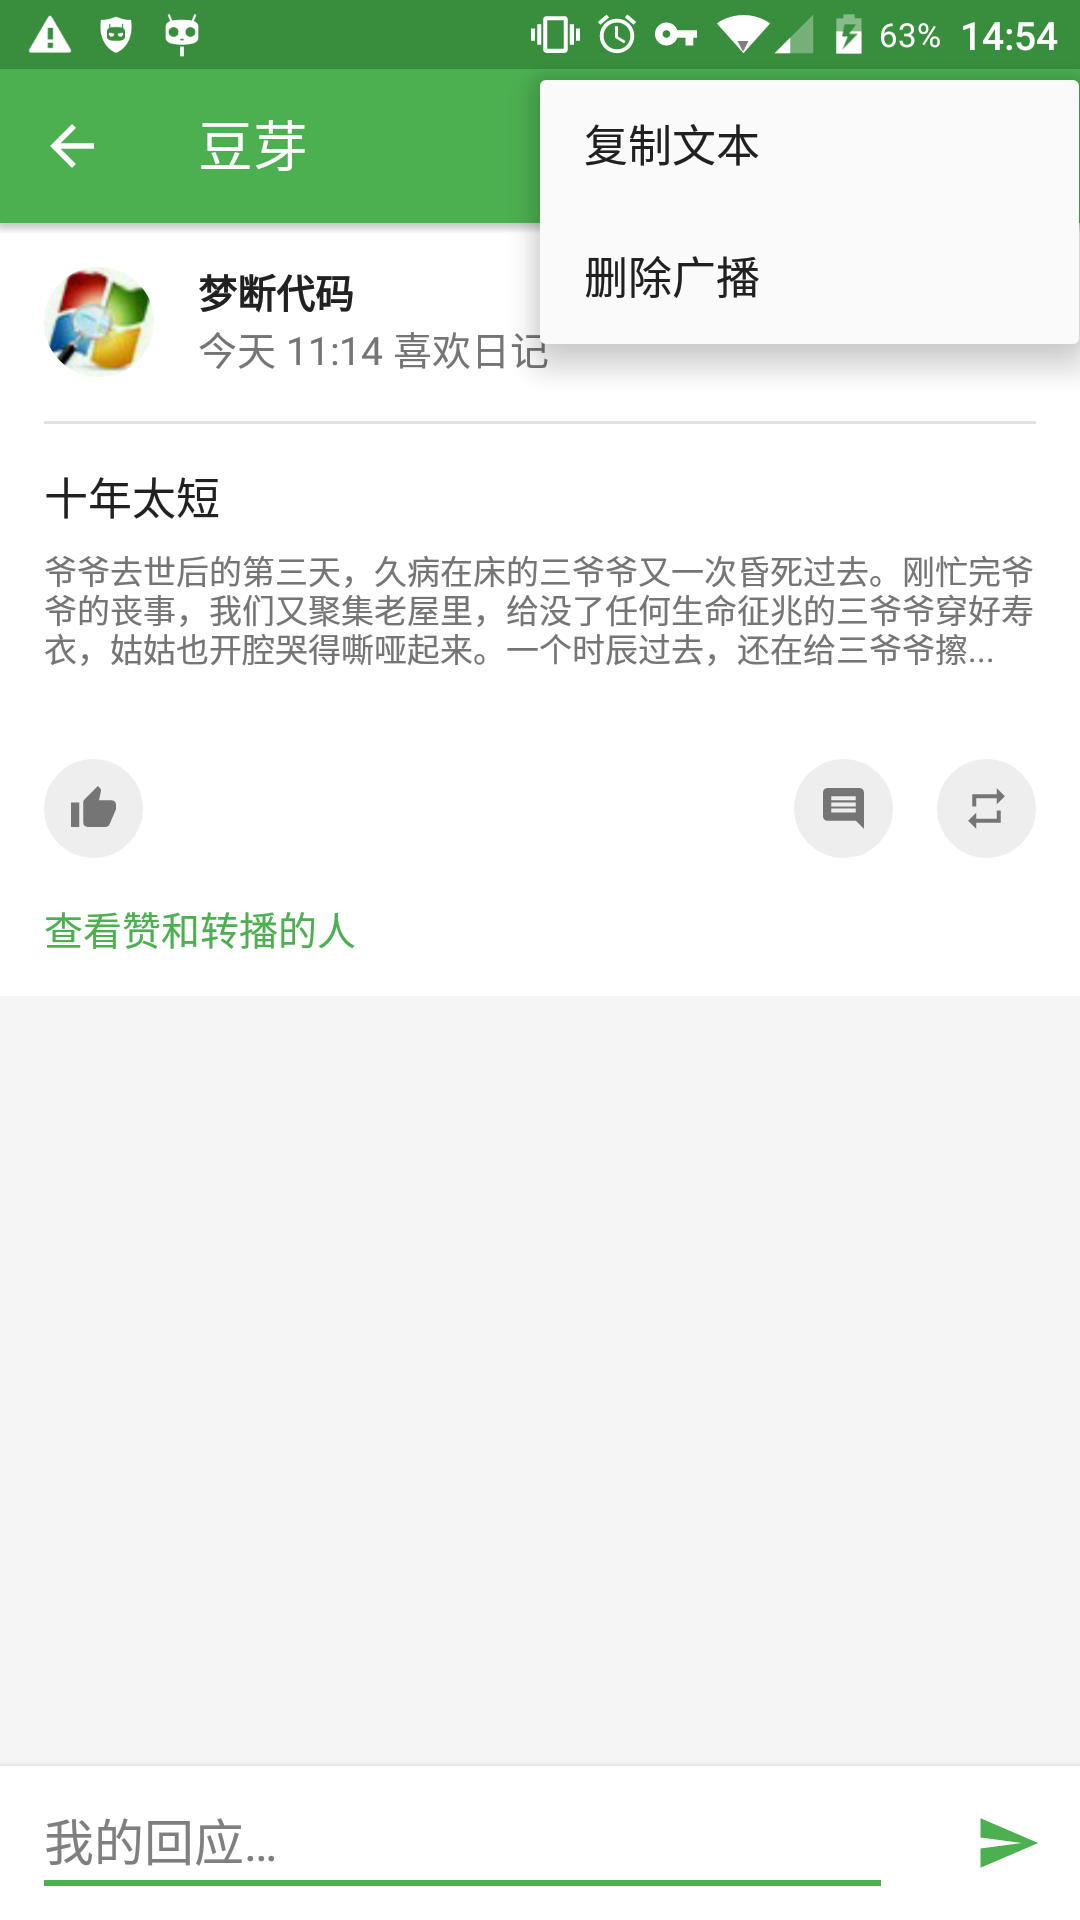 63% 14:54
豆芽
复制文本
删除广播
梦断代码
今天 11:14 喜欢日记
十年太短
爷爷去世后的第三天，久病在床的三爷爷又一次昏死过去。刚忙完爷
爷的丧事，我们又聚集老屋里，给没了任何生命征兆的三爷爷穿好寿
衣，姑姑也开腔哭得嘶哑起来。一个时辰过去，还在给三爷爷擦...
查看赞和转播的人
我的回应...